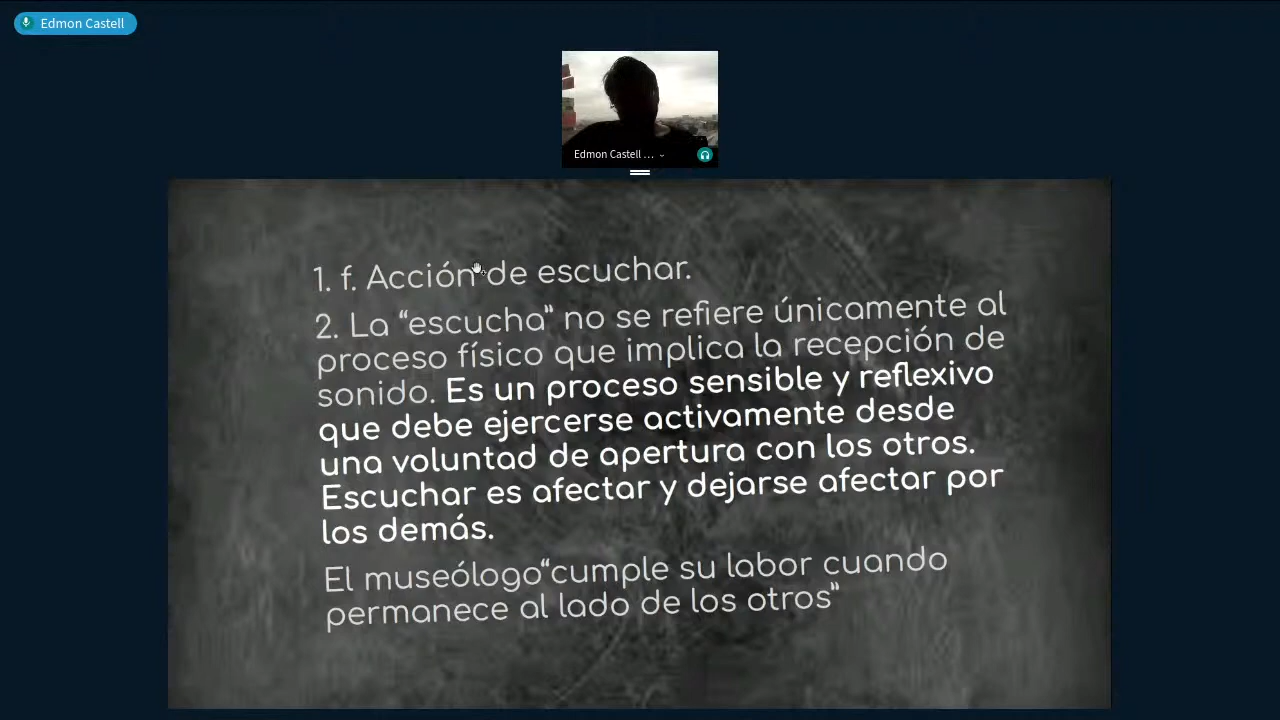 Edmon Castell
Edmon Castell ...
1. f. Acción de escuchar.
2. La “escucha” no se refiere únicamente al
proceso físico que implica la recepción de
sonido. Es un proceso sensible y reflexivo
que debe ejercerse activamente desde
una voluntad de apertura con los otros.
Escuchar es afectar y dejarse afectar por
los demás.
El museólogo“cumple su labor cuando
permanece al lado de los otros”